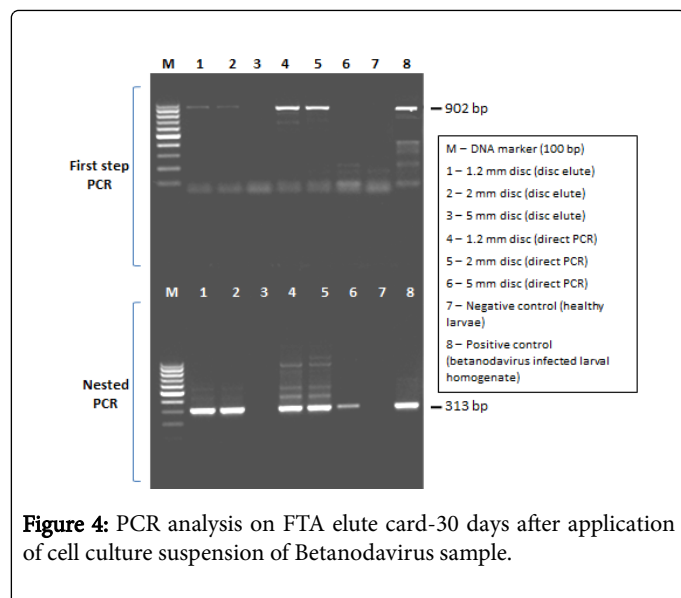 M 1 2 3 4 5 6 7 8
902 bp
First step
PCR
M – DNA marker (100 bp)
1 – 1.2 mm disc (disc elute)
2 – 2 mm disc (disc elute)
3 – 5 mm disc (disc elute)
4 – 1.2 mm disc (direct PCR)
5 – 2 mm disc (direct PCR)
6 – 5 mm disc (direct PCR)
7 – Negative control (healthy
larvae)
8 – Positive control
(betanodavirus infected larval
homogenate)
M 1 2 3 4 5 6 7 8
Nested
PCR
313 bp
Figure 4: PCR analysis on FTA elute card-30 days after application
of cell culture suspension of Betanodavirus sample.